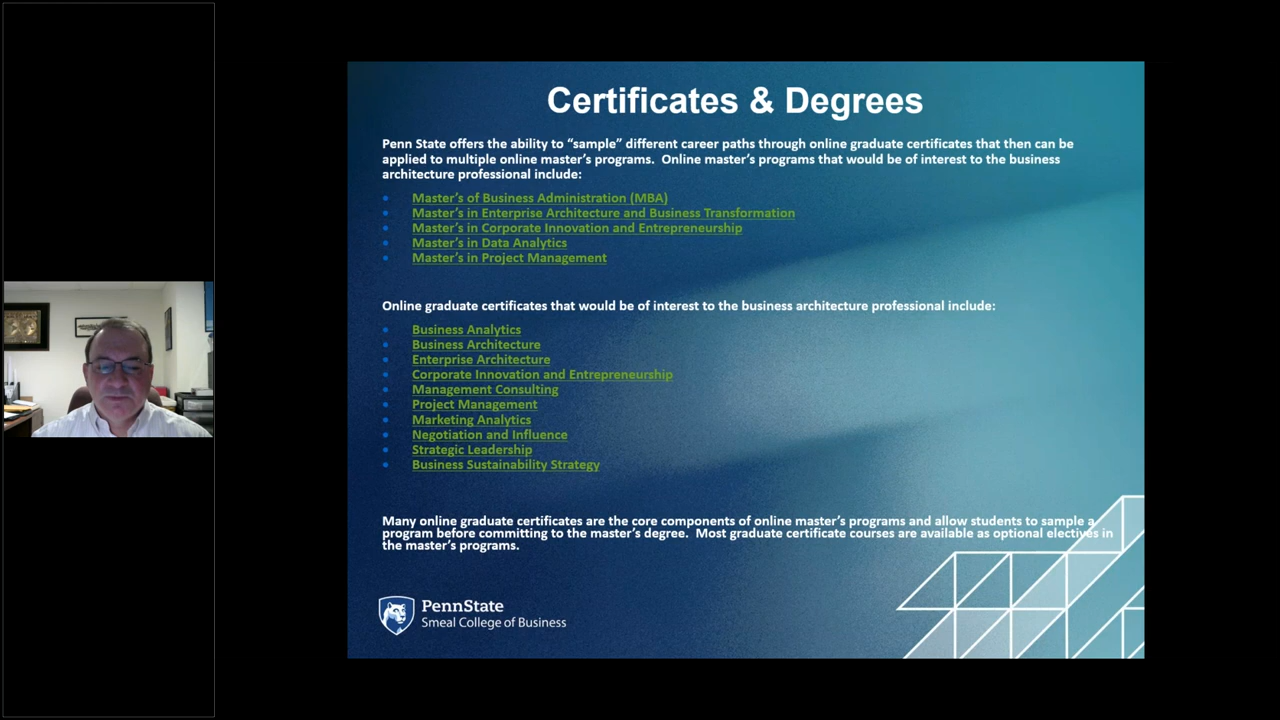 Certificates & Degrees
Penn State offers the ability to “sample” different career paths through online graduate certificates that then can be
applied to multiple online master’s programs.  Online master’s programs that would be of interest to the business
architecture professional include:
Master’s of Business Administration (MBA)
Master’s in Enterprise Architecture and Business Transformation
Master’s in Corporate Innovation and Entrepreneurship
Master’s in Data Analytics
Master’s in Project Management
Online graduate certificates that would be of interest to the business architecture professional include:
Business Analytics
Business Architecture
Enterprise Architecture
Corporate Innovation and Entrepreneurship
Management Consulting
Project Management
Marketing Analytics
Negotiation and Influence
Strategic Leadership
Business Sustainability Strategy
Many online graduate certificates are the core components of online master’s programs and allow students to sample a
program before committing to the master’s degree.  Most graduate certificate courses are available as optional electives in
the master’s programs.
PennState
Smeal College of Business